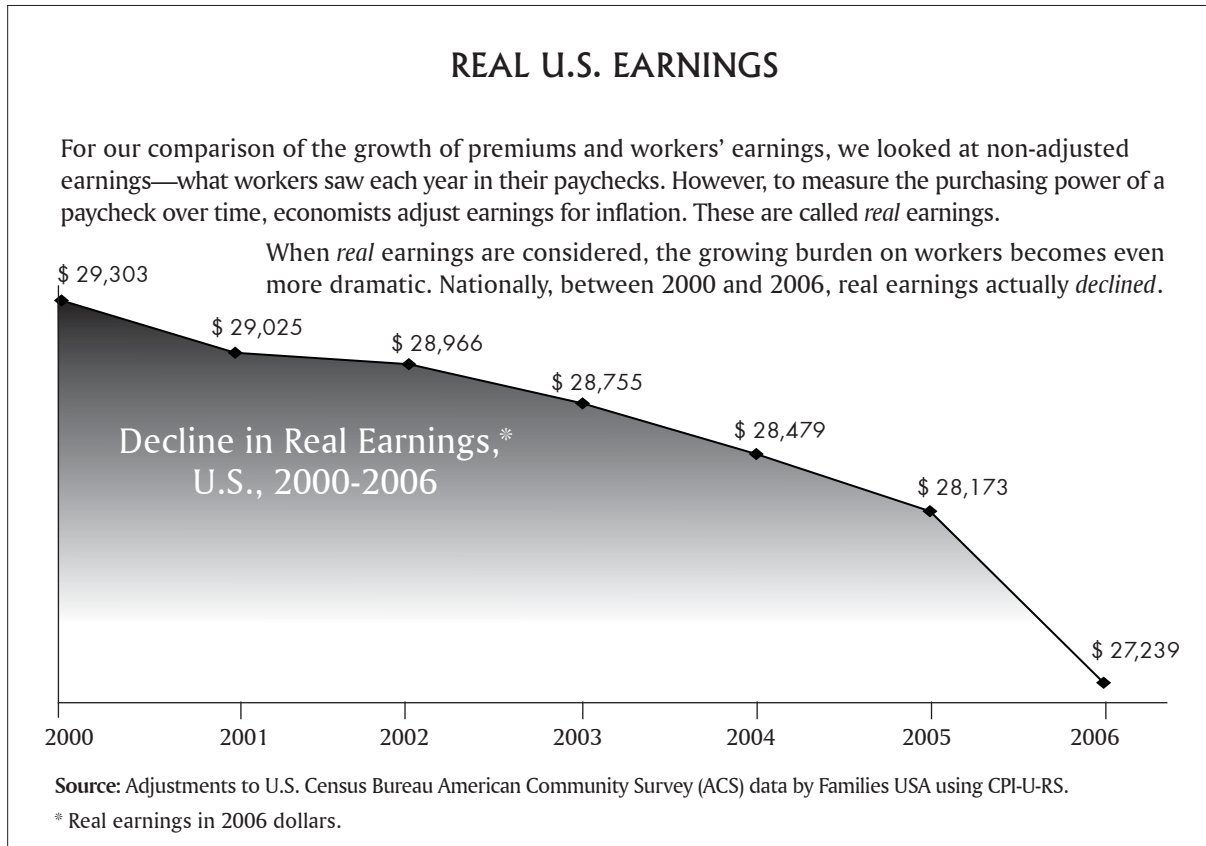 REAL U.S. EARNINGS
For our comparison of the growth of premiums and workers’ earnings, we looked at non-adjusted
earnings—what workers saw each year in their paychecks. However, to measure the purchasing power of a
paycheck over time, economists adjust earnings for inflation. These are called real earnings.
When real earnings are considered, the growing burden on workers becomes even
more dramatic. Nationally, between 2000 and 2006, real earnings actually declined.
$ 29,303
$ 29,025
$ 28,966
$ 28,755
$ 28,479
$ 28,173
$ 27,239
Decline in Real Earnings,*
U.S., 2000-2006
2000 2001 2002 2003 2004 2005 2006
Source: Adjustments to U.S. Census Bureau American Community Survey (ACS) data by Families USA using CPI-U-RS.
* Real earnings in 2006 dollars.